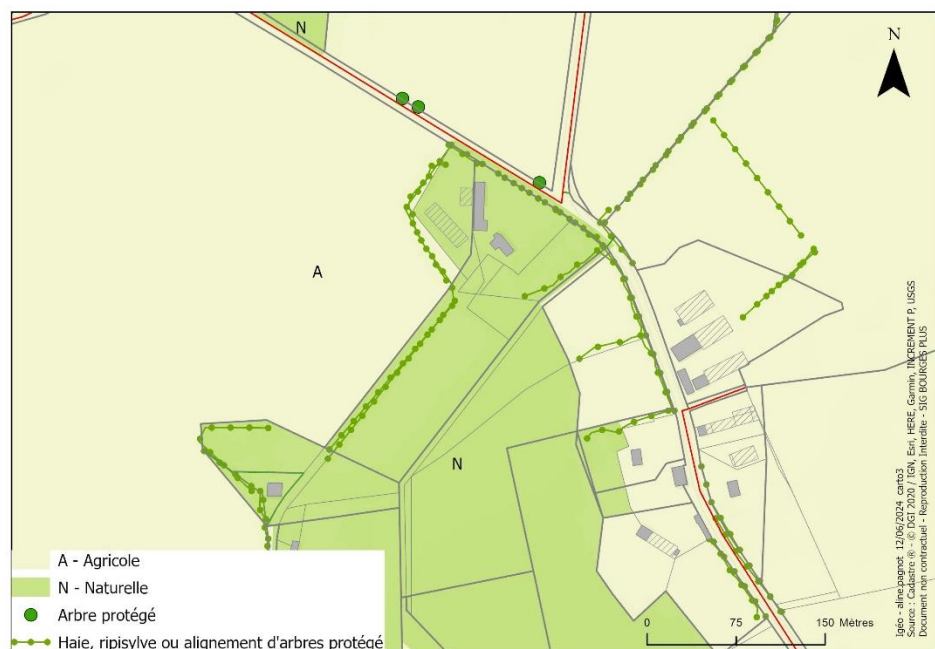 N
N
A
N
A - Agricole
N - Naturelle
Arbre protégé
Haie, ripisylve ou alignement d'arbres protégé
0 75 150 Mètres
Igéo - aline.pagnot 12/06/2024 carto3
Source : Cadastre ® - © DGI 2020 / IGN, Esri, HERE, Garmin, INCREMENT P, USGS
Document non contractuel - Reproduction Interdite - SIG BOURGES PLUS